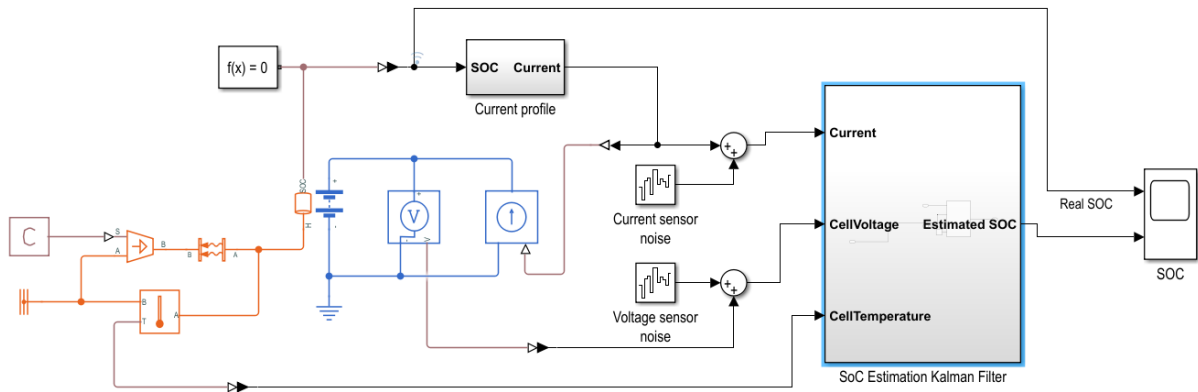 f(x) = 0
SOC
Current
Current profile
SOC
H
+
-
+
V
-
V
C
S
A
B
B
A
B
T
A
+
+
Current sensor
noise
+
+
Voltage sensor
noise
Current
CellVoltage
Estimated SOC
CellTemperature
SoC Estimation Kalman Filter
Real SOC
SOC